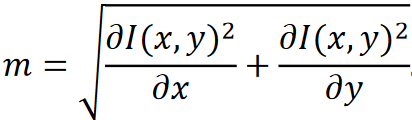 m = √(∂I(x, y)²/∂x + ∂I(x, y)²/∂y)